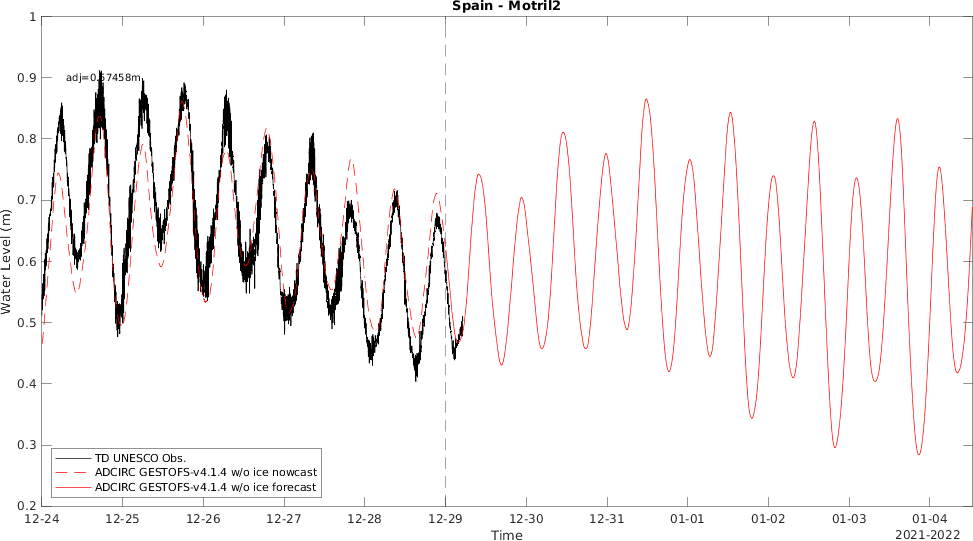 Spain - Motril2
1
0.9
0.8
0.7
0.6
0.5
0.4
0.3
0.2
Water Level (m)
adj=0.57458m
TD UNESCO Obs.
ADCIRC GESTOFS-v4.1.4 w/o ice nowcast
ADCIRC GESTOFS-v4.1.4 w/o ice forecast
12-24 12-25 12-26 12-27 12-28 12-29 12-30 12-31 01-01 01-02 01-03 01-04
Time
2021-2022